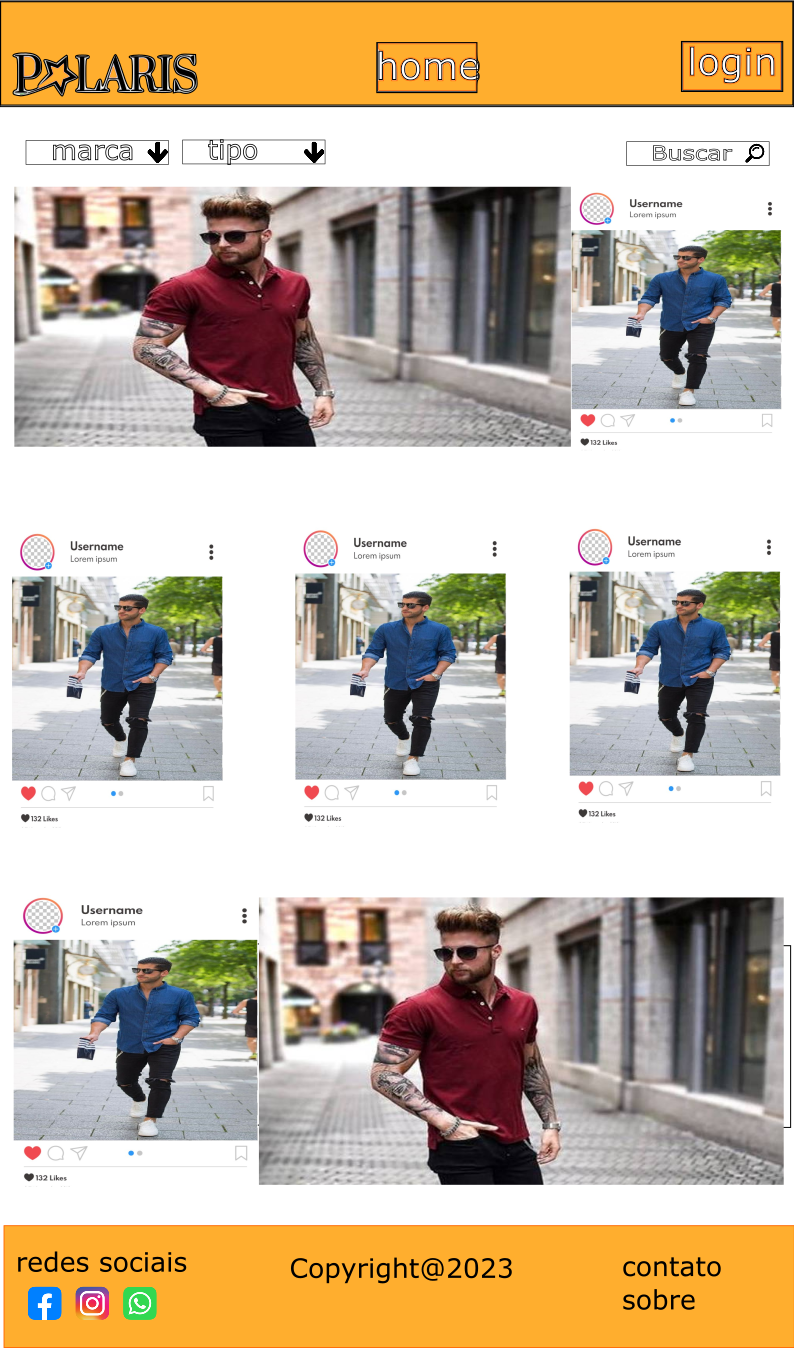 POLARIS
home
login
marca
tipo
Buscar
Username
Lorem ipsum
132 Likes
Username
Lorem ipsum
132 Likes
Username
Lorem ipsum
132 Likes
Username
Lorem ipsum
132 Likes
Username
Lorem ipsum
132 Likes
redes sociais
Copyright@2023
contato
sobre